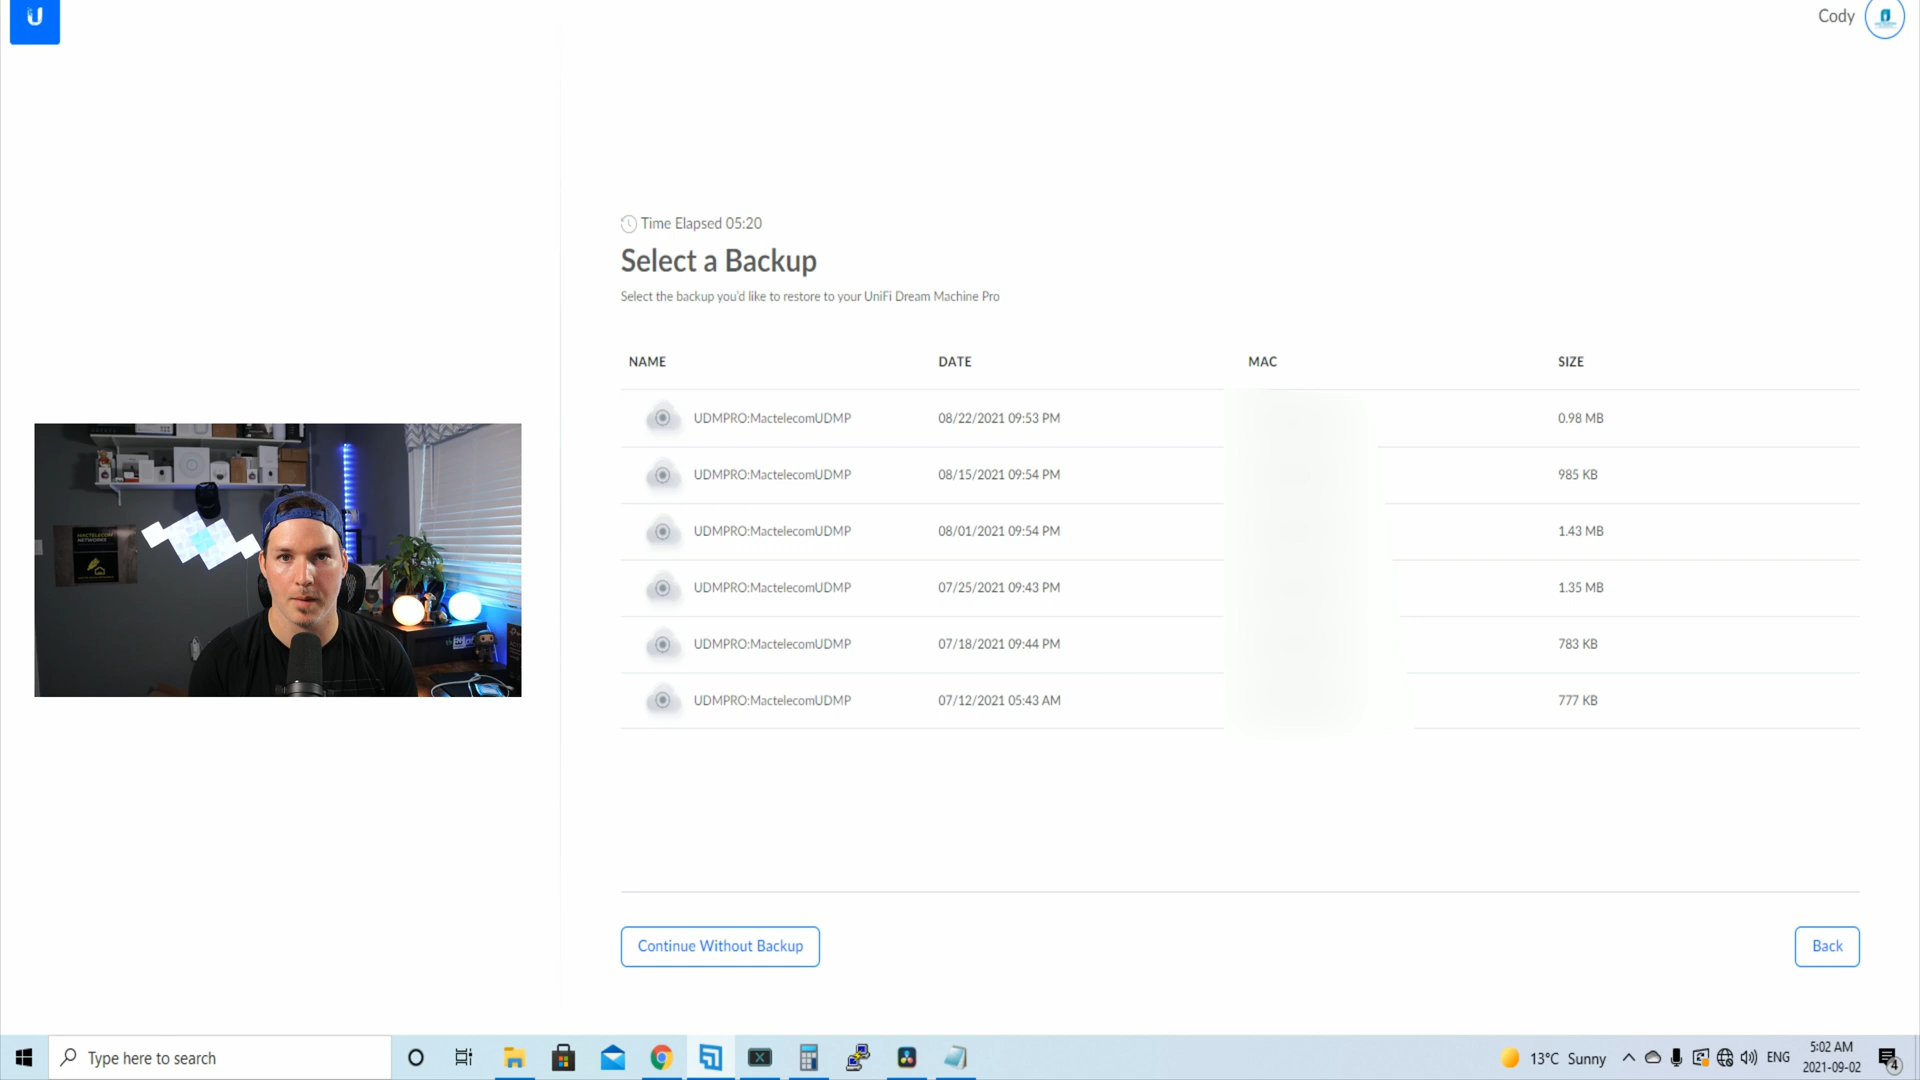 Cody
Time Elapsed 05:20
Select a Backup
Select the backup you'd like to restore to your UniFi Dream Machine Pro
NAME DATE MAC SIZE
UDMPRO:MactelecomUDMP 08/22/2021 09:53 PM 0.98 MB
UDMPRO:MactelecomUDMP 08/15/2021 09:54 PM 985 KB
UDMPRO:MactelecomUDMP 08/01/2021 09:54 PM 1.43 MB
UDMPRO:MactelecomUDMP 07/25/2021 09:43 PM 1.35 MB
UDMPRO:MactelecomUDMP 07/18/2021 09:44 PM 783 KB
UDMPRO:MactelecomUDMP 07/12/2021 05:43 AM 777 KB
MACTELECOM
NETWORKS
Continue Without Backup Back
Type here to search
13°C Sunny
ENG
5:02 AM
2021-09-02
4